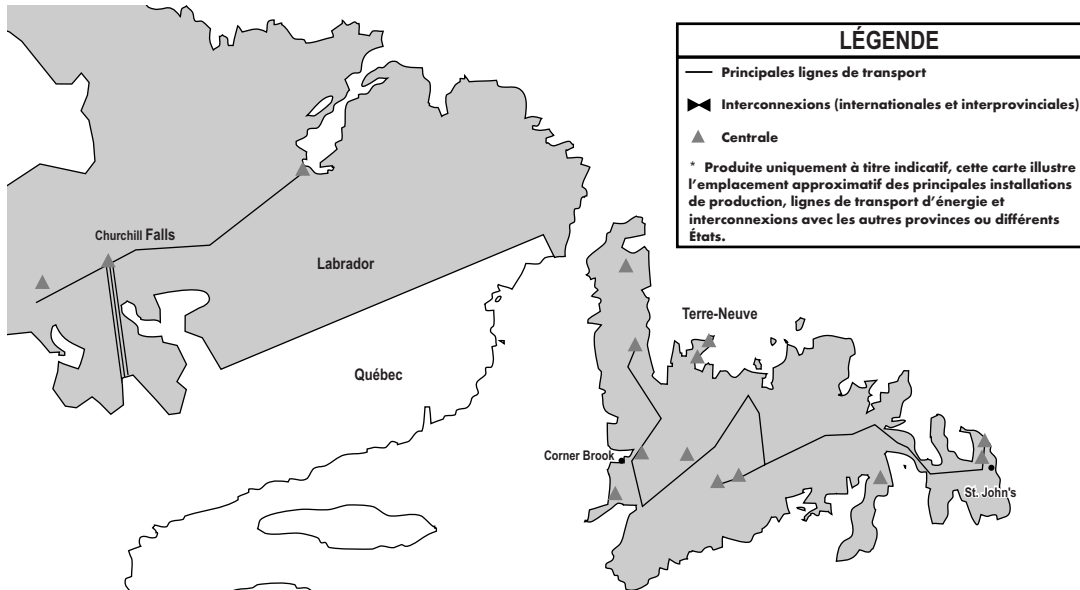 LÉGENDE
Principales lignes de transport
Interconnexions (internationales et interprovinciales)
Centrale
* Produite uniquement à titre indicatif, cette carte illustre
l'emplacement approximatif des principales installations
de production, lignes de transport d'énergie et
interconnexions avec les autres provinces ou différents
États.
Churchill Falls
Labrador
Terre-Neuve
Québec
Corner Brook
St. John's